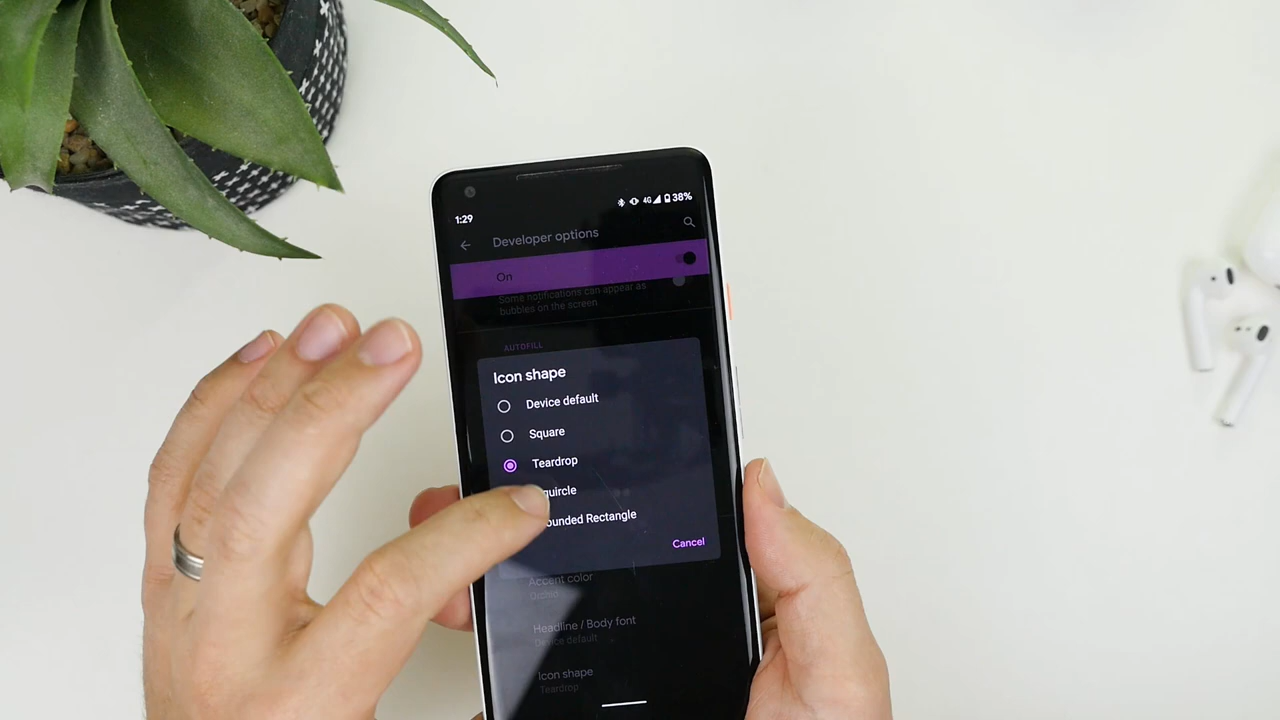 1:29
4G 38%
Developer options
On
Some notifications can appear as
bubbles on the screen
AUTOFILL
Icon shape
Device default
Square
Teardrop
quircle
ounded Rectangle
Cancel
Accent color
Headline / Body font
Device default
Icon shape
Teardrop